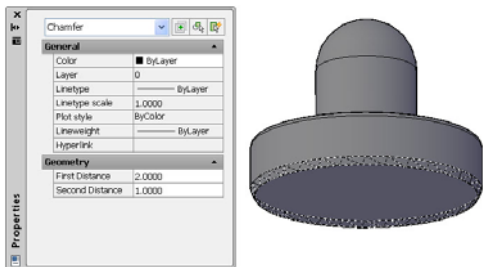 Chamfer
General
Color ByLayer
Layer 0
Linetype ByLayer
Linetype scale 1.0000
Plot style ByColor
Lineweight ByLayer
Hyperlink
Geometry
First Distance 2.0000
Second Distance 1.0000
Properties